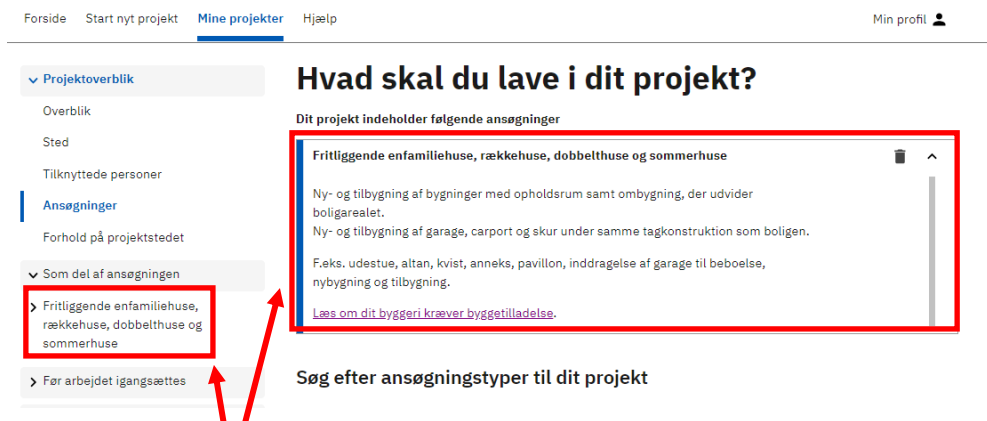 Forside Start nyt projekt Mine projekter Hjælp Min profil
Projektoverblik
Overblik
Sted
Tilknyttede personer
Ansøgninger
Forhold på projektstedet
Som del af ansøgningen
Fritliggende enfamiliehuse,
rækkehuse, dobbelthuse og
sommerhuse
Før arbejdet igangsættes
Hvad skal du lave i dit projekt?
Dit projekt indeholder følgende ansøgninger
Fritliggende enfamiliehuse, rækkehuse, dobbelthuse og sommerhuse
Ny- og tilbygning af bygninger med opholdsrum samt ombygning, der udvider
boligarealet.
Ny- og tilbygning af garage, carport og skur under samme tagkonstruktion som boligen.
F.eks. udestue, altan, kvist, anneks, pavillon, inddragelse af garage til beboelse,
nybygning og tilbygning.
Læs om dit byggeri kræver byggetilladelse.
Søg efter ansøgningstyper til dit projekt